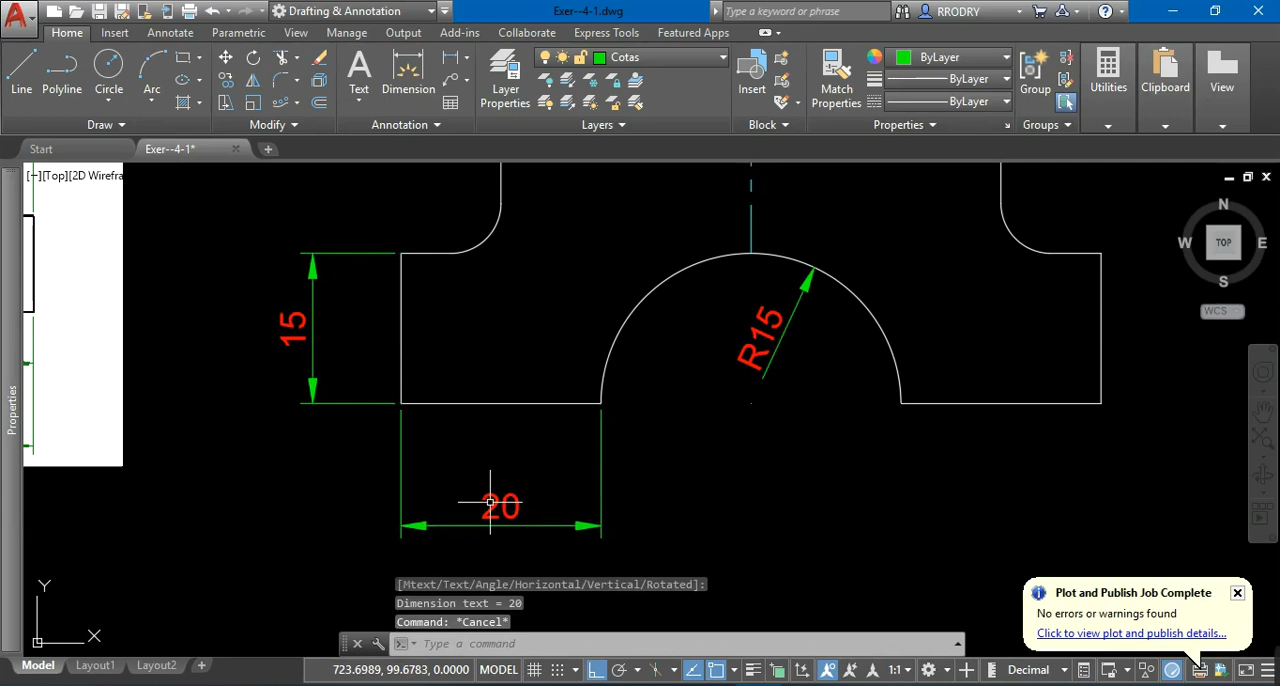 Drafting & Annotation
Exer--4-1.dwg
Type a keyword or phrase
RRODRY
Home
Insert
Annotate
Parametric
View
Manage
Output
Add-ins
Collaborate
Express Tools
Featured Apps
Line
Polyline
Circle
Arc
Text
Dimension
Layer
Properties
Cotas
Insert
Match
Properties
ByLayer
ByLayer
ByLayer
Group
Utilities
Clipboard
View
Draw
Modify
Annotation
Layers
Block
Properties
Groups
Start
Exer--4-1*
[−][Top][2D Wirefra
N
W
TOP
E
S
WCS
15
R15
20
Properties
Y
X
[Mtext/Text/Angle/Horizontal/Vertical/Rotated]:
Dimension text = 20
Command: *Cancel*
Type a command
Plot and Publish Job Complete
No errors or warnings found
Click to view plot and publish details...
Model
Layout1
Layout2
723.6989, 99.6783, 0.0000
MODEL
1:1
Decimal